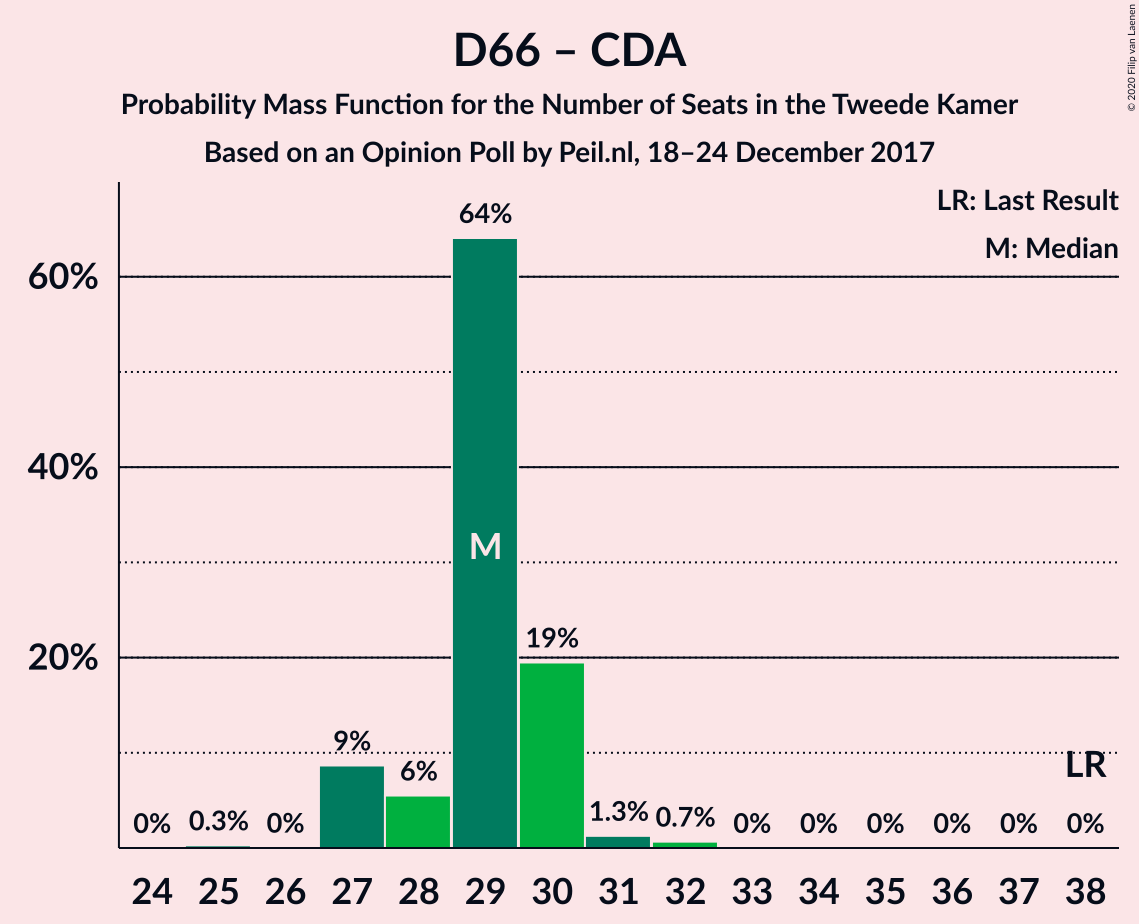 D66 – CDA
Probability Mass Function for the Number of Seats in the Tweede Kamer
Based on an Opinion Poll by Peil.nl, 18–24 December 2017
© 2020 Filip van Laenen
LR: Last Result
M: Median
60%
40%
20%
0%
0.3%
0%
9%
6%
64%
M
19%
1.3%
0.7%
0%
0%
0%
0%
0%
0%
LR
24 25 26 27 28 29 30 31 32 33 34 35 36 37 38